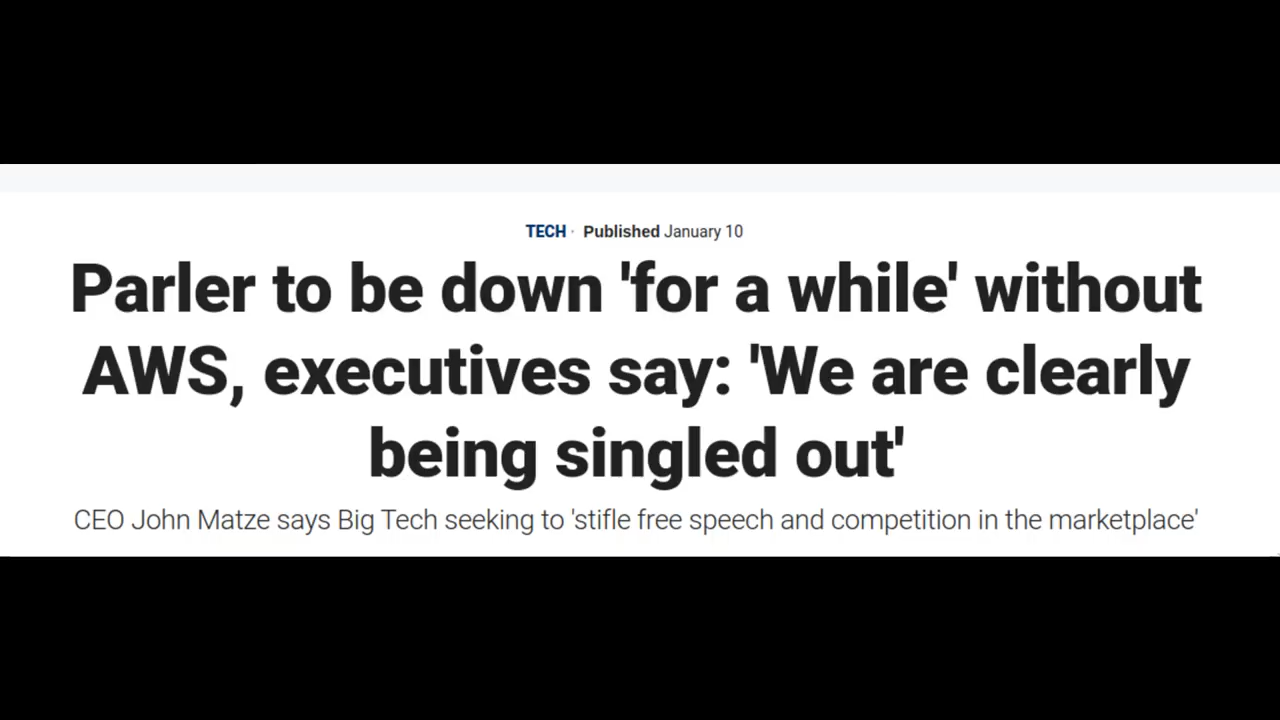 TECH · Published January 10
Parler to be down 'for a while' without
AWS, executives say: 'We are clearly
being singled out'
CEO John Matze says Big Tech seeking to 'stifle free speech and competition in the marketplace'